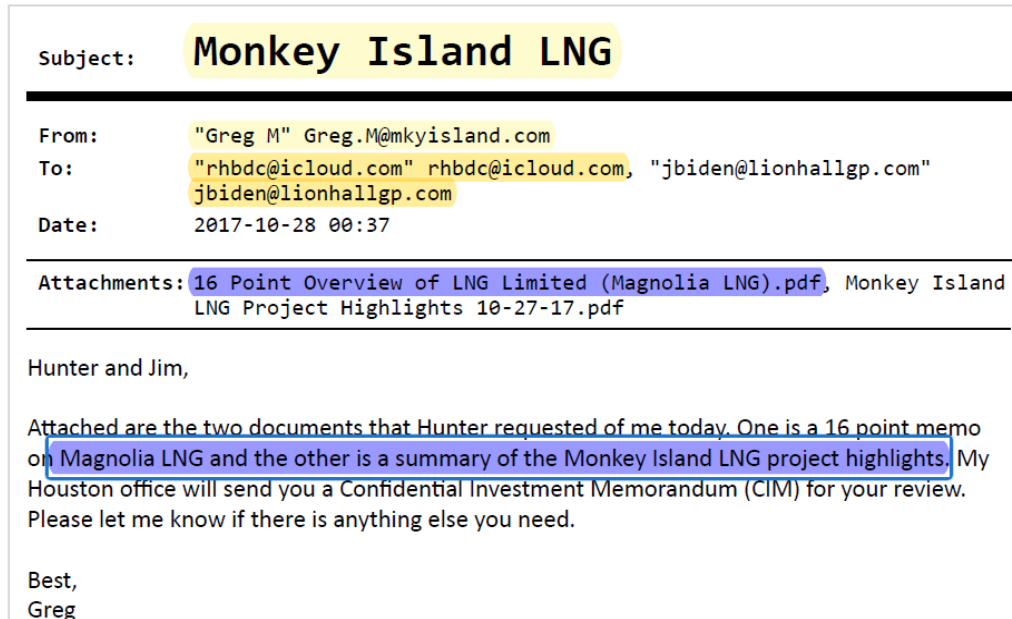 Subject: Monkey Island LNG
From: "Greg M" Greg.M@mkyisland.com
To: "rhbdc@icloud.com" rhbdc@icloud.com, "jbiden@lionhallgp.com"
jbiden@lionhallgp.com
Date: 2017-10-28 00:37
Attachments: 16 Point Overview of LNG Limited (Magnolia LNG).pdf, Monkey Island
LNG Project Highlights 10-27-17.pdf
Hunter and Jim,
Attached are the two documents that Hunter requested of me today. One is a 16 point memo
on Magnolia LNG and the other is a summary of the Monkey Island LNG project highlights. My
Houston office will send you a Confidential Investment Memorandum (CIM) for your review.
Please let me know if there is anything else you need.
Best,
Greg